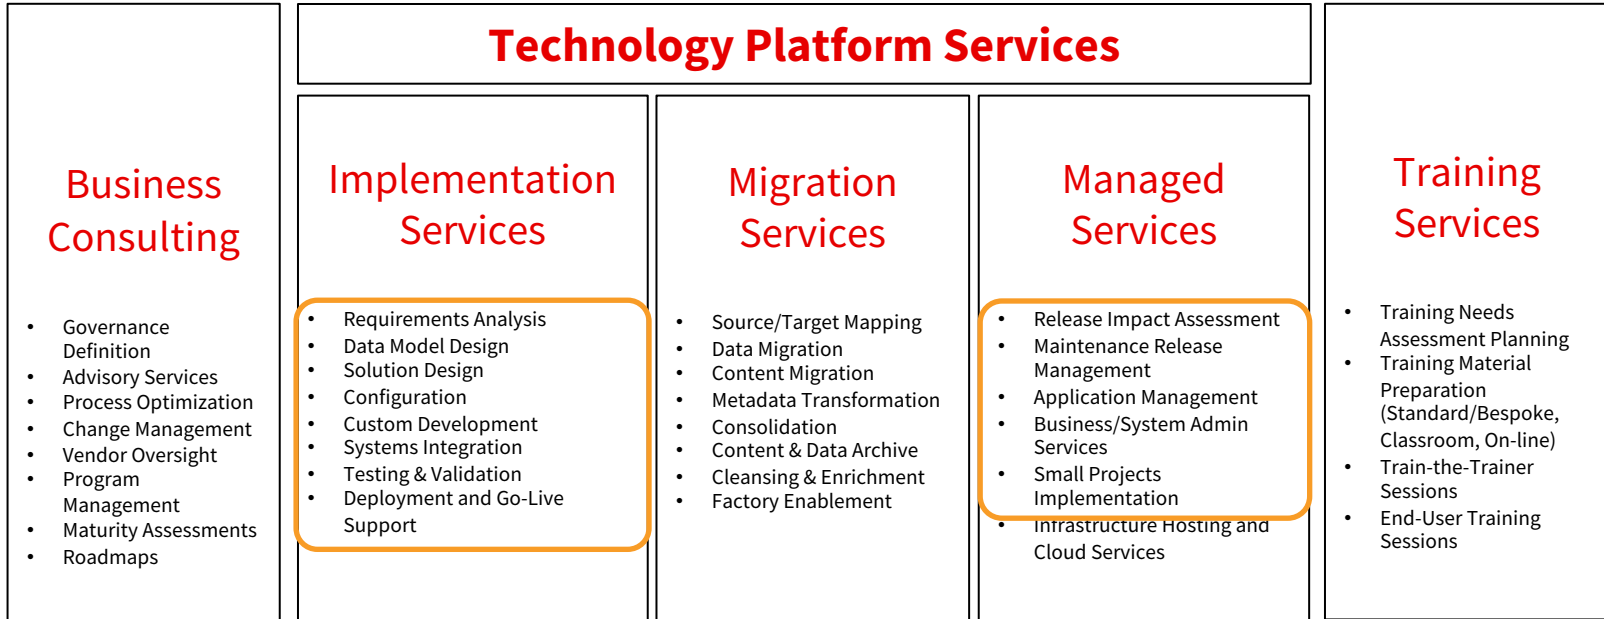 Technology Platform Services
Business
Consulting
• Governance
Definition
• Advisory Services
• Process Optimization
• Change Management
• Vendor Oversight
• Program
Management
• Maturity Assessments
• Roadmaps
Implementation
Services
• Requirements Analysis
• Data Model Design
• Solution Design
• Configuration
• Custom Development
• Systems Integration
• Testing & Validation
• Deployment and Go-Live
Support
Migration
Services
• Source/Target Mapping
• Data Migration
• Content Migration
• Metadata Transformation
• Consolidation
• Content & Data Archive
• Cleansing & Enrichment
• Factory Enablement
Managed
Services
• Release Impact Assessment
• Maintenance Release
Management
• Application Management
• Business/System Admin
Services
• Small Projects
Implementation
• Infrastructure Hosting and
Cloud Services
Training
Services
• Training Needs
Assessment Planning
• Training Material
Preparation
(Standard/Bespoke,
Classroom, On-line)
• Train-the-Trainer
Sessions
• End-User Training
Sessions